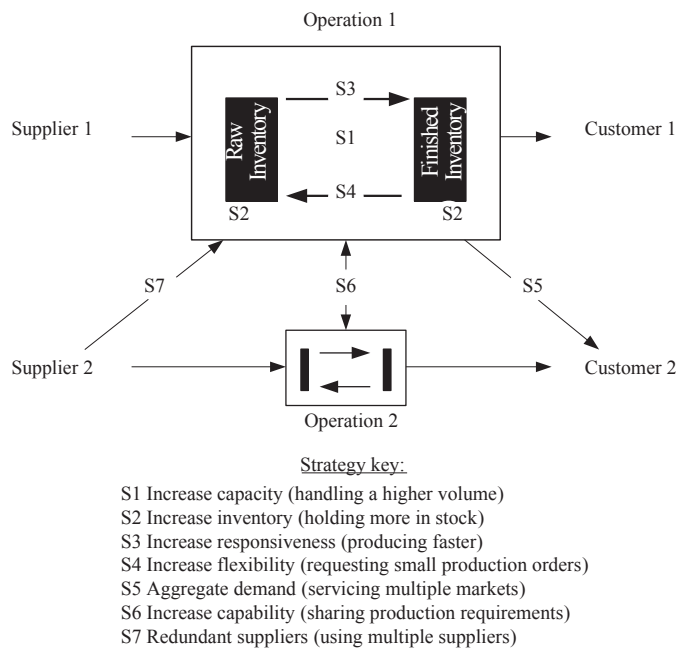 Operation 1
Supplier 1
Raw
Inventory
S3
S1
S4
Finished
Inventory
Customer 1
S2
S2
S7
S6
S5
Supplier 2
Customer 2
Operation 2
Strategy key:
S1 Increase capacity (handling a higher volume)
S2 Increase inventory (holding more in stock)
S3 Increase responsiveness (producing faster)
S4 Increase flexibility (requesting small production orders)
S5 Aggregate demand (servicing multiple markets)
S6 Increase capability (sharing production requirements)
S7 Redundant suppliers (using multiple suppliers)